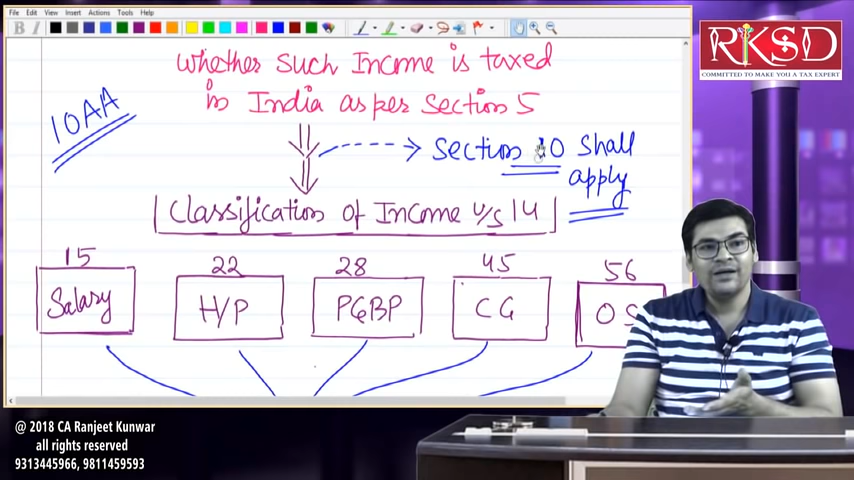 File Edit View Insert Actions Tools Help
whether such Income is taxed
in India as per Section 5
10AA
Section 10 shall
apply
Classification of Income u/s 14
15
22
28
45
56
Salary
H/P
PGBP
CG
OS
RKSD
COMMITTED TO MAKE YOU A TAX EXPERT
@ 2018 CA Ranjeet Kunwar
all rights reserved
9313445966, 9811459593